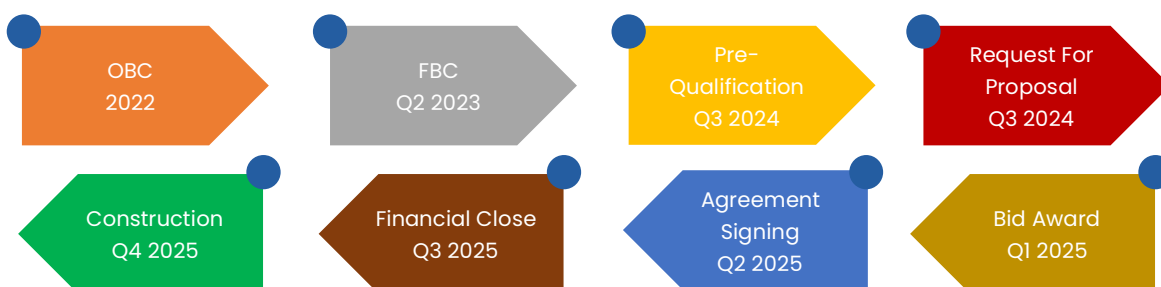 OBC
2022
FBC
Q2 2023
Pre-
Qualification
Q3 2024
Request For
Proposal
Q3 2024
Construction
Q4 2025
Financial Close
Q3 2025
Agreement
Signing
Q2 2025
Bid Award
Q1 2025